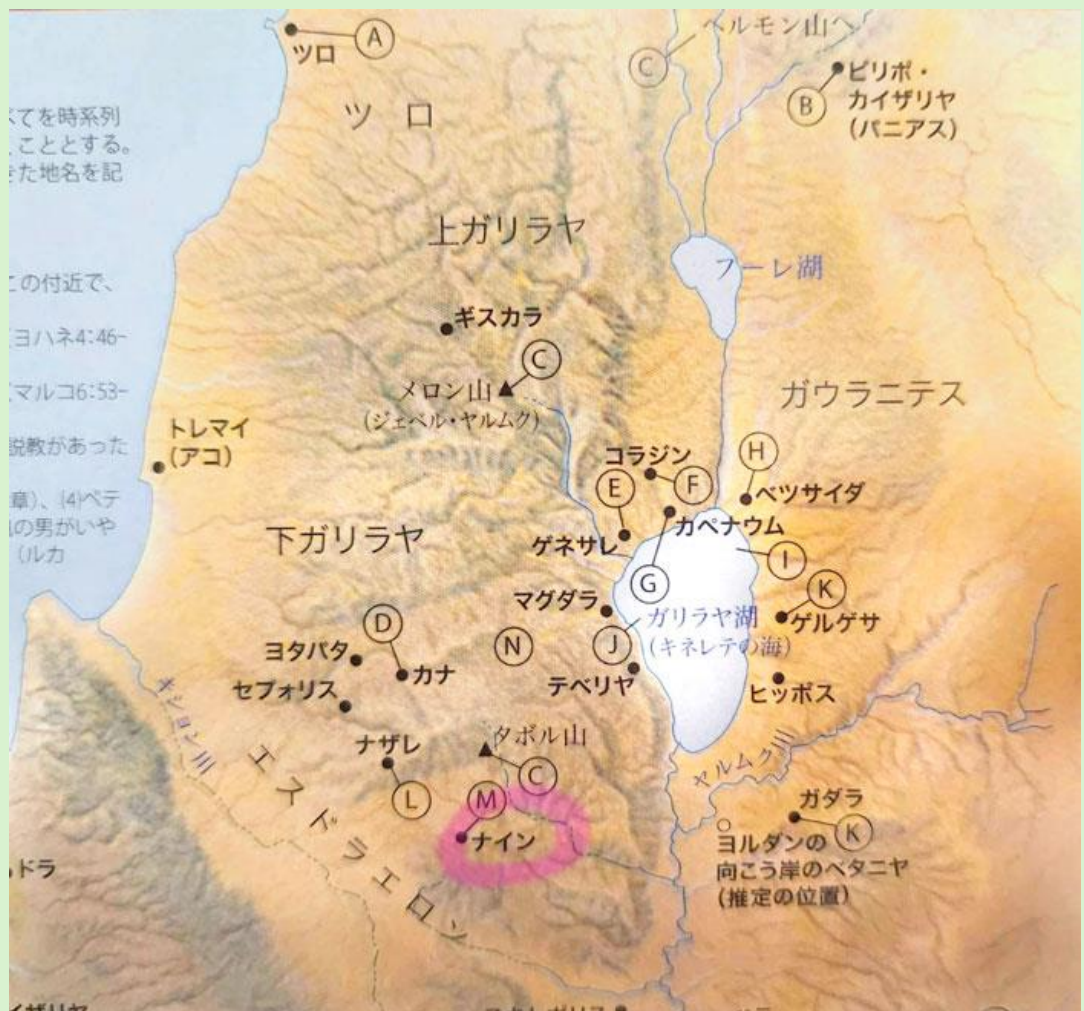 ヘルモン山へ
C
A
ツロ
ピリポ・
カイザリヤ
(パニアス)
B
ツロ
べてを時系列
こととする。
きた地名を記
上ガリラヤ
フーレ湖
この付近で、
ギスカラ
ヨハネ4:46-
C
メロン山
(ジェベル・ヤルムク)
マルコ6:53-
ガウラニテス
トレマイ
(アコ)
説教があった
コラジン
H
E
F
ベツサイダ
章)、(4)ベテ
カペナウム
の男がいや
(ルカ
下ガリラヤ
ゲネサレ
I
G
K
マグダラ
ガリラヤ湖
(キネレテの海)
ゲルゲサ
D
N
J
ヨタパタ
カナ
テベリヤ
セフォリス
ヒッポス
キション川
ナザレ
タボル山
C
ヤルムク川
L
M
ナイン
エスドラエロン
ガダラ
K
ヨルダンの
向こう岸のベタニヤ
(推定の位置)
ドラ